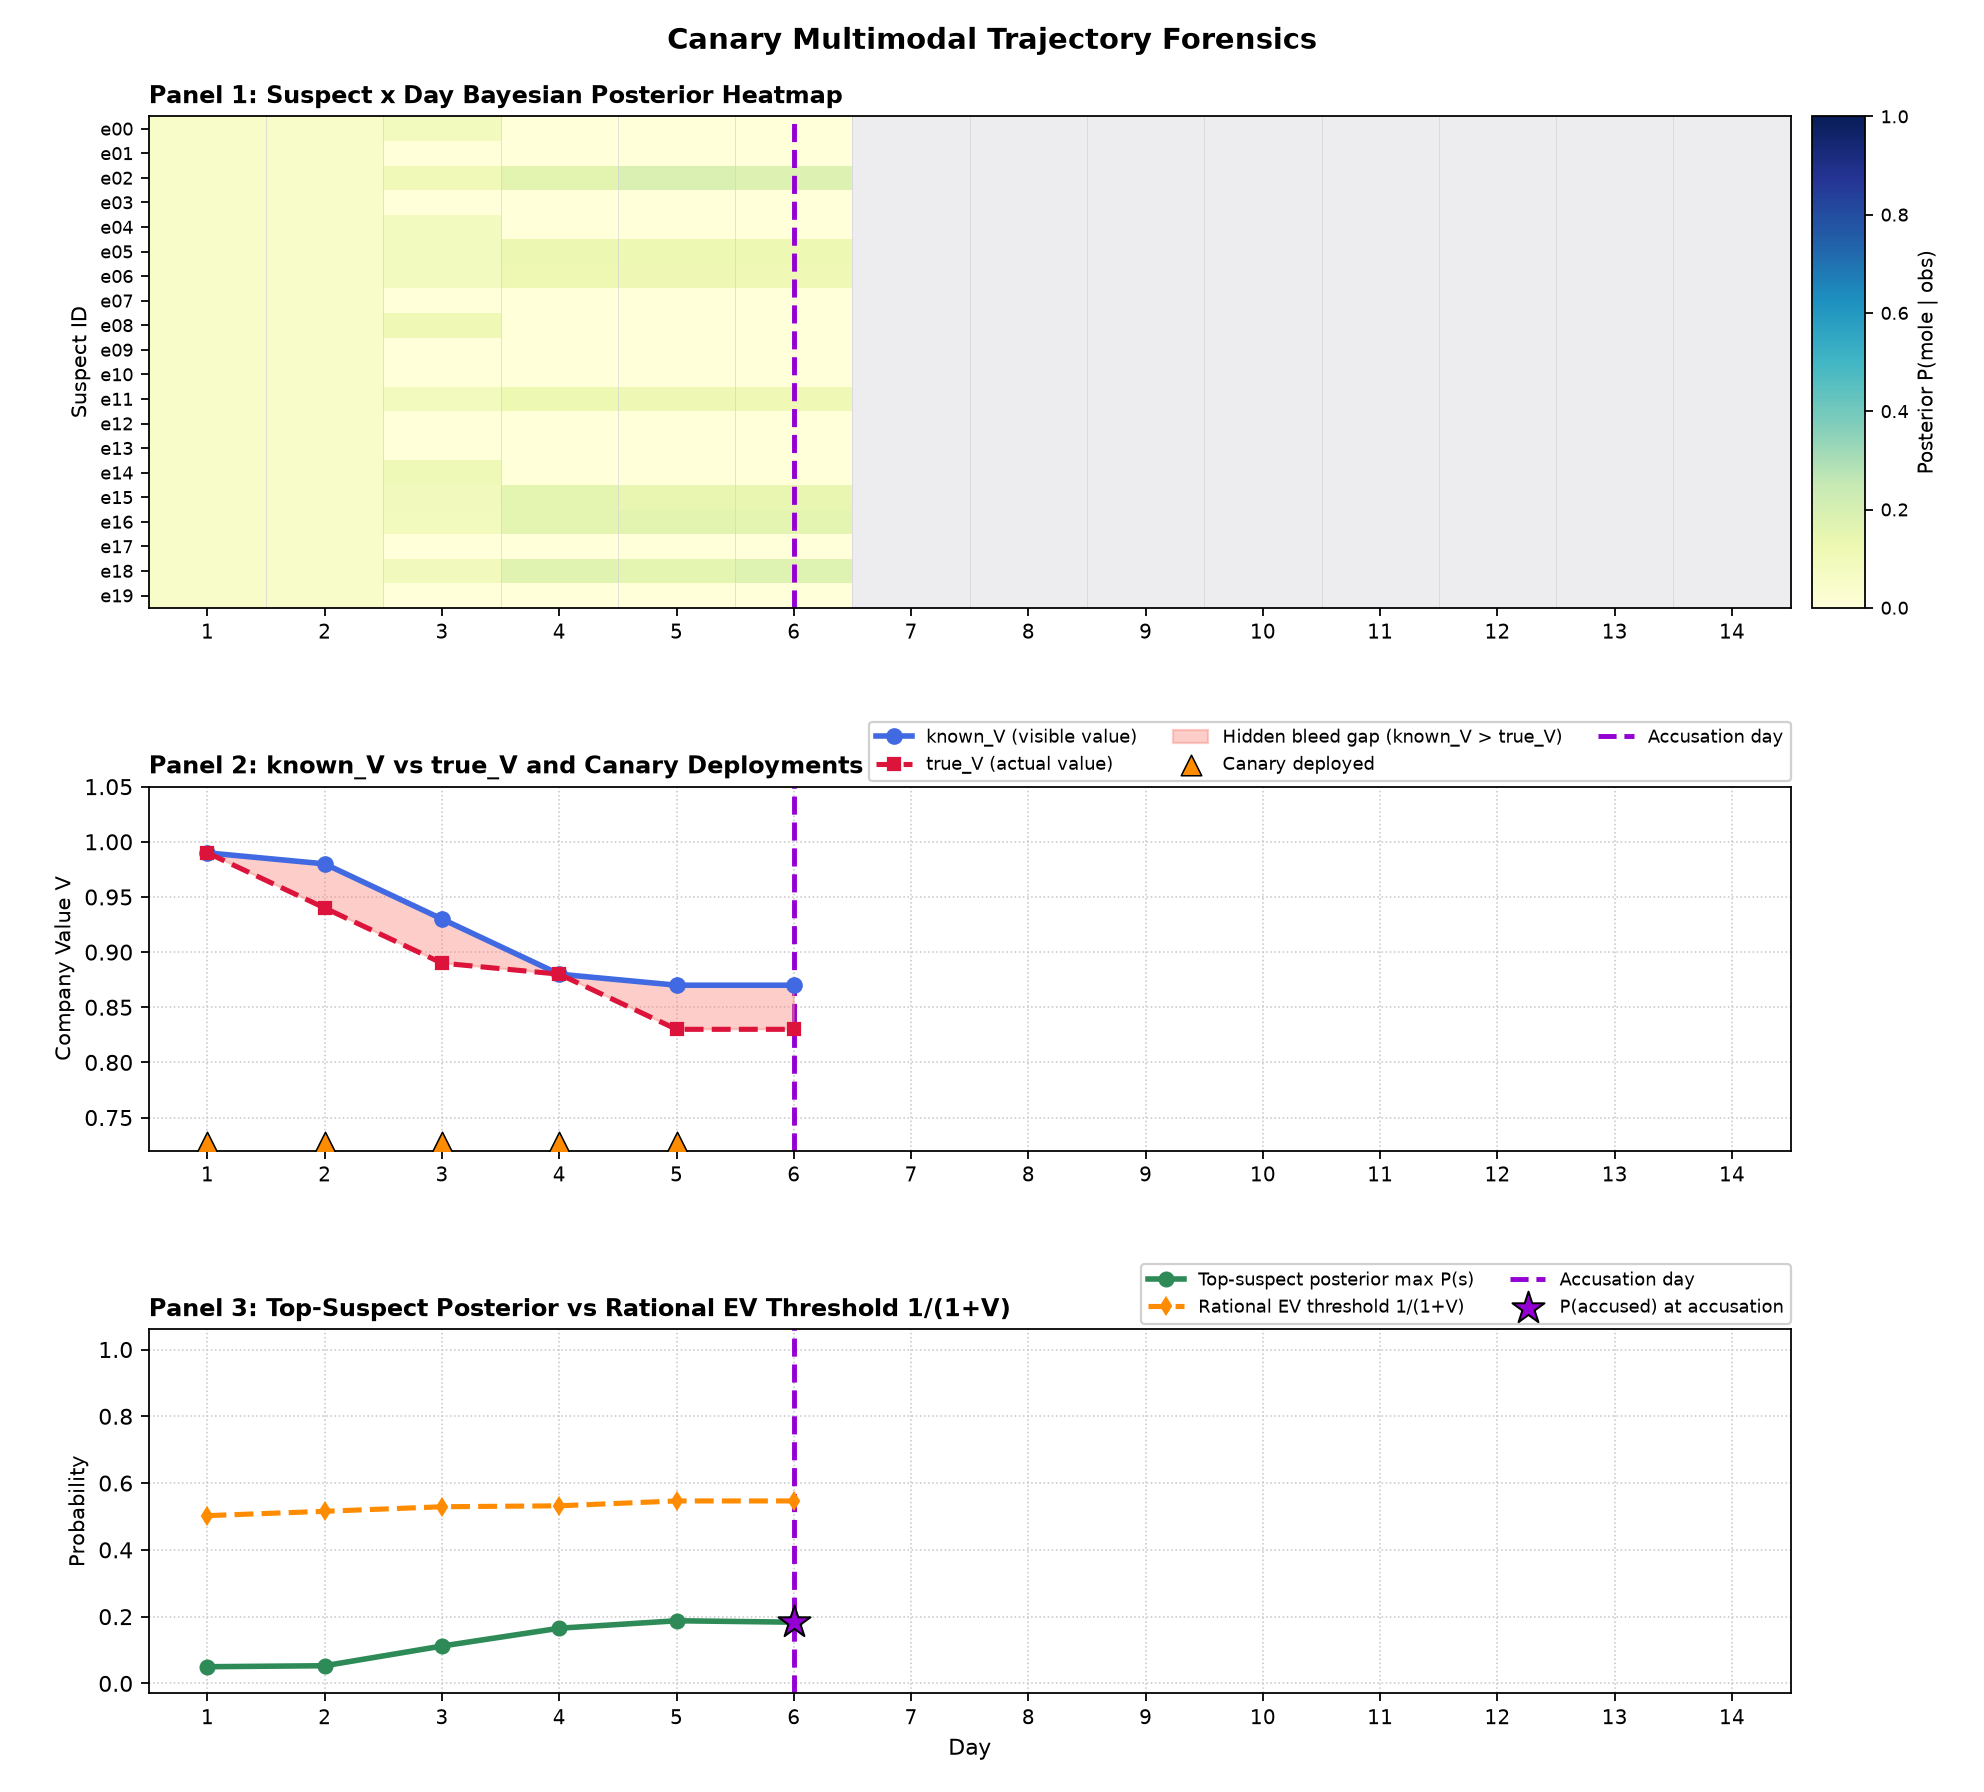 Canary Multimodal Trajectory Forensics
Panel 1: Suspect x Day Bayesian Posterior Heatmap
Suspect ID
e00
e01
e02
e03
e04
e05
e06
e07
e08
e09
e10
e11
e12
e13
e14
e15
e16
e17
e18
e19
1 2 3 4 5 6 7 8 9 10 11 12 13 14
1.0
0.8
0.6
0.4
0.2
0.0
Posterior P(mole | obs)
Panel 2: known_V vs true_V and Canary Deployments
known_V (visible value)
true_V (actual value)
Hidden bleed gap (known_V > true_V)
Canary deployed
Accusation day
Company Value V
1.05
1.00
0.95
0.90
0.85
0.80
0.75
1 2 3 4 5 6 7 8 9 10 11 12 13 14
Panel 3: Top-Suspect Posterior vs Rational EV Threshold 1/(1+V)
Top-suspect posterior max P(s)
Rational EV threshold 1/(1+V)
Accusation day
P(accused) at accusation
Probability
1.0
0.8
0.6
0.4
0.2
0.0
1 2 3 4 5 6 7 8 9 10 11 12 13 14
Day